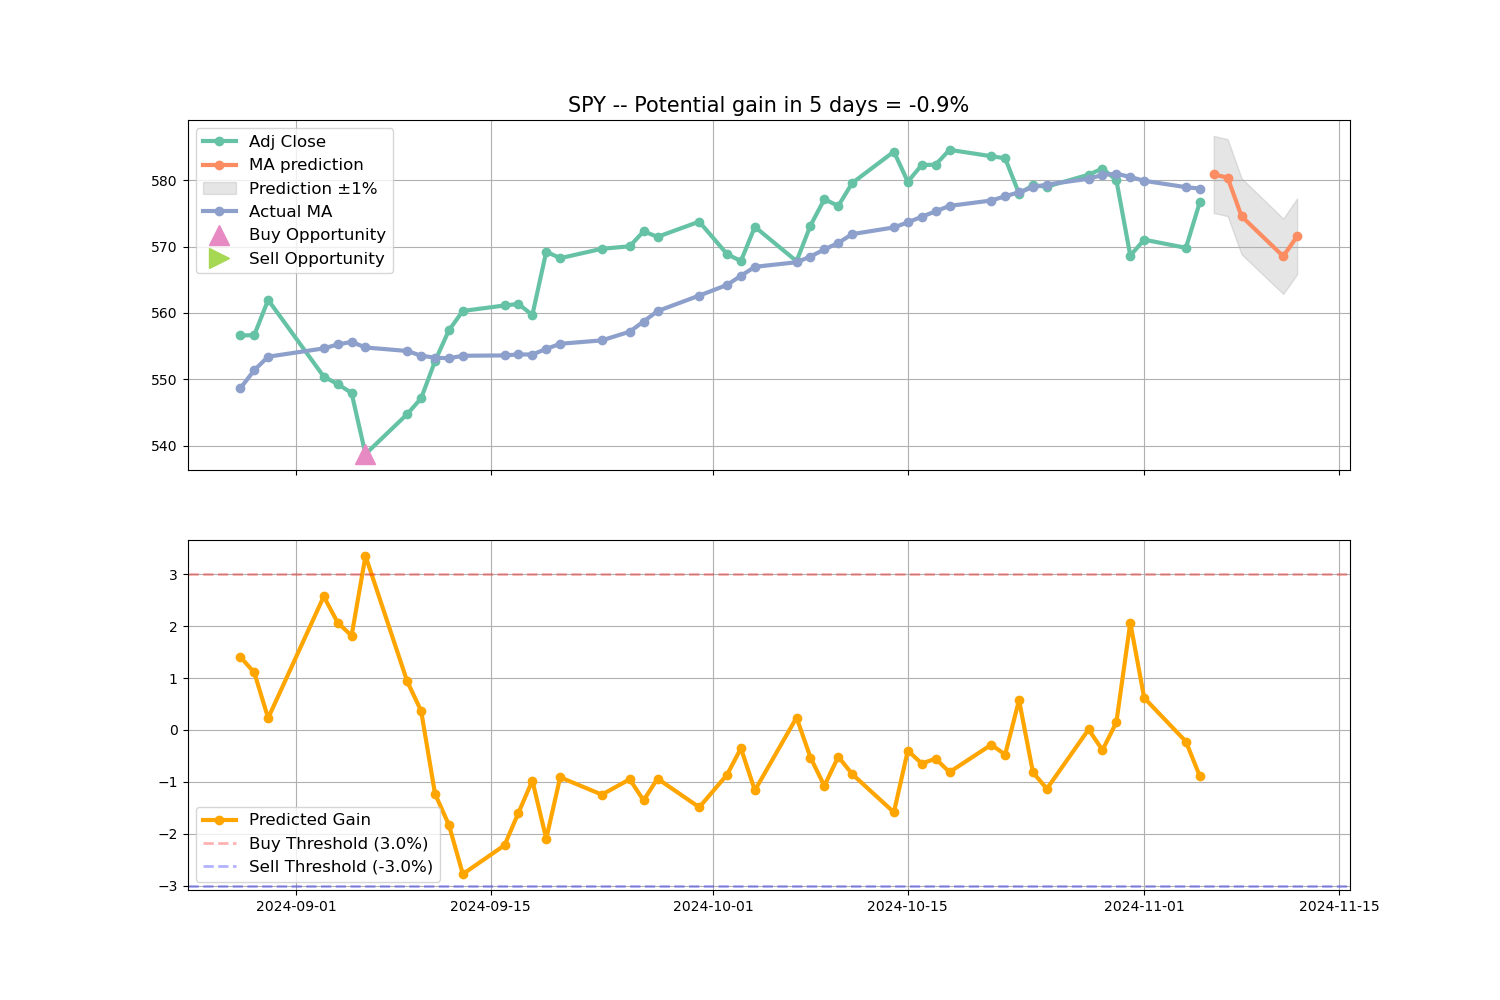 SPY -- Potential gain in 5 days = -0.9%
Adj Close
MA prediction
Prediction ±1%
Actual MA
Buy Opportunity
Sell Opportunity
580
570
560
550
540
3
2
1
0
−1
−2
−3
Predicted Gain
Buy Threshold (3.0%)
Sell Threshold (-3.0%)
2024-09-01 2024-09-15 2024-10-01 2024-10-15 2024-11-01 2024-11-15